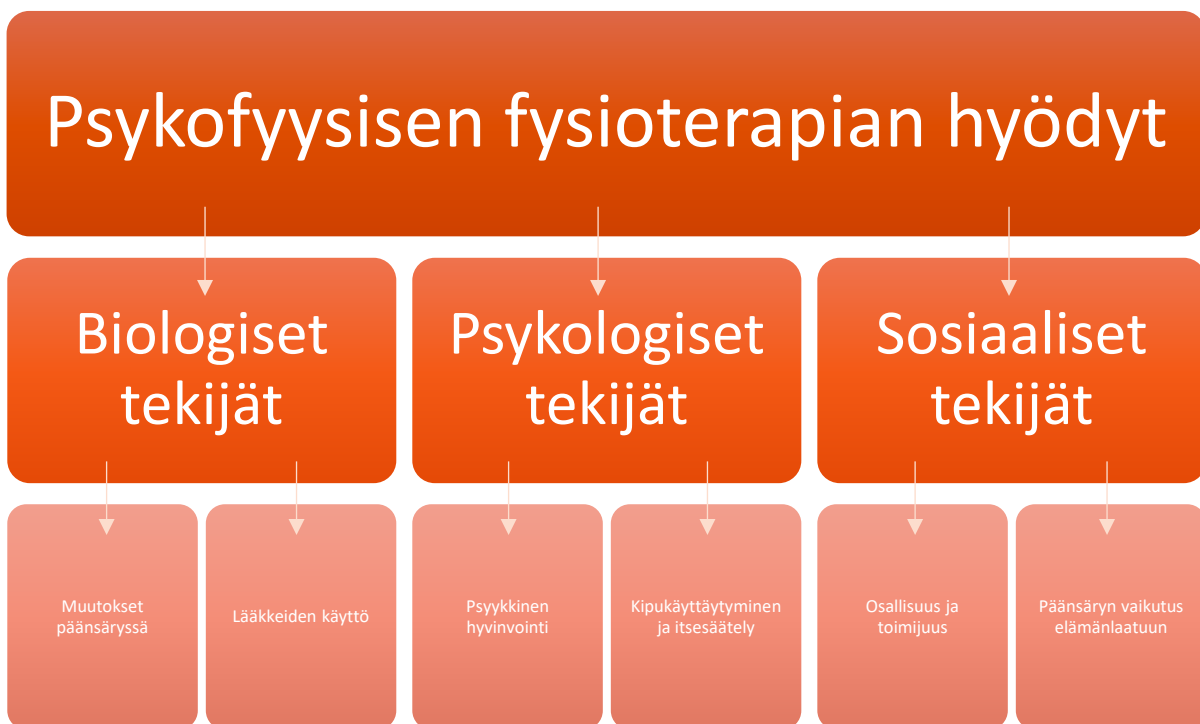 Psykofyysisen fysioterapian hyödyt
Biologiset
tekijät
Psykologiset
tekijät
Sosiaaliset
tekijät
Muutokset
päänsäryssä
Lääkkeiden käyttö
Psyykkinen
hyvinvointi
Kipukäyttäytyminen
ja itsesäätely
Osallisuus ja
toimijuus
Päänsäryn vaikutus
elämänlaatuun